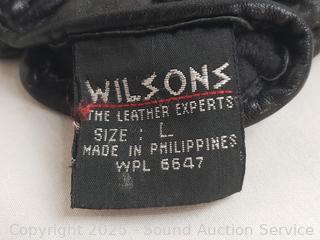 WILSONS
THE LEATHER EXPERTS
SIZE : L
MADE IN PHILIPPINES
WPL 6647
Copyright 2025 - Sound Auction Service